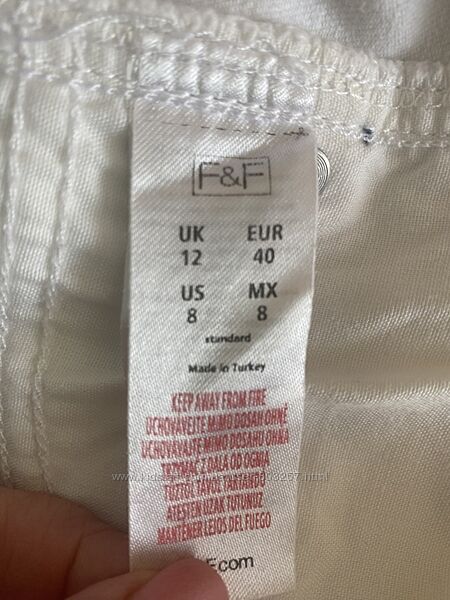 F&F
UK EUR
12 40
US MX
8 8
standard
Made in Turkey
KEEP AWAY FROM FIRE
UCHOVÁVEJTE MIMO DOSAH OHNĚ
UCHOVÁVAJTE MIMO DOSAHU OHŇA
TRZYMAĆ Z DALA OD OGNIA
TŰZTŐL TÁVOL TARTANDÓ
ATEŞTEN UZAK TUTUNUZ
MANTENER LEJOS DEL FUEGO
F.com